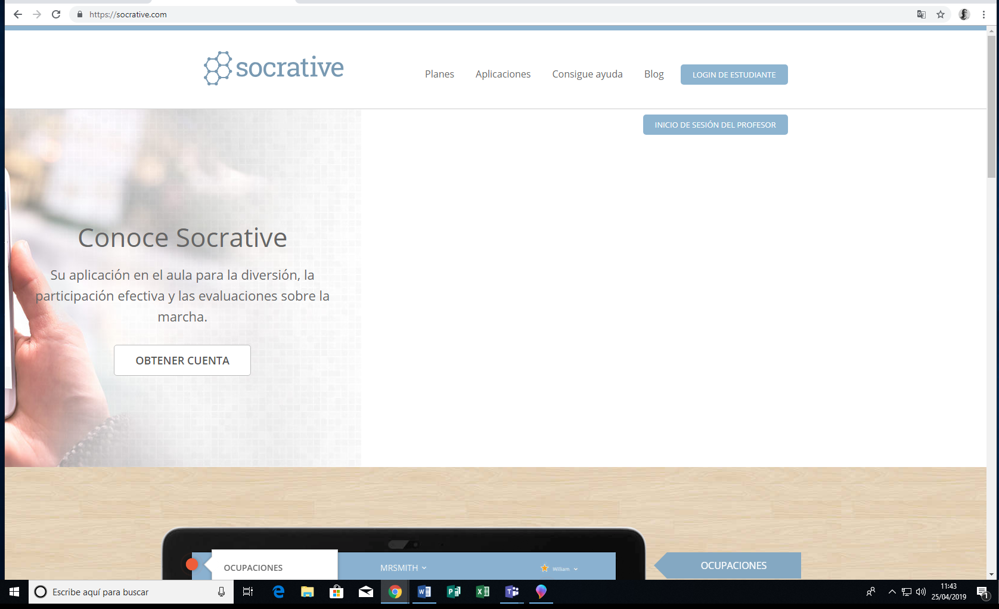 https://socrative.com
socrative
Planes
Aplicaciones
Consigue ayuda
Blog
LOGIN DE ESTUDIANTE
INICIO DE SESIÓN DEL PROFESOR
Conoce Socrative
Su aplicación en el aula para la diversión, la
participación efectiva y las evaluaciones sobre la
marcha.
OBTENER CUENTA
OCUPACIONES
MRSMITH
William
OCUPACIONES
Escribe aquí para buscar
11:43
25/04/2019
1